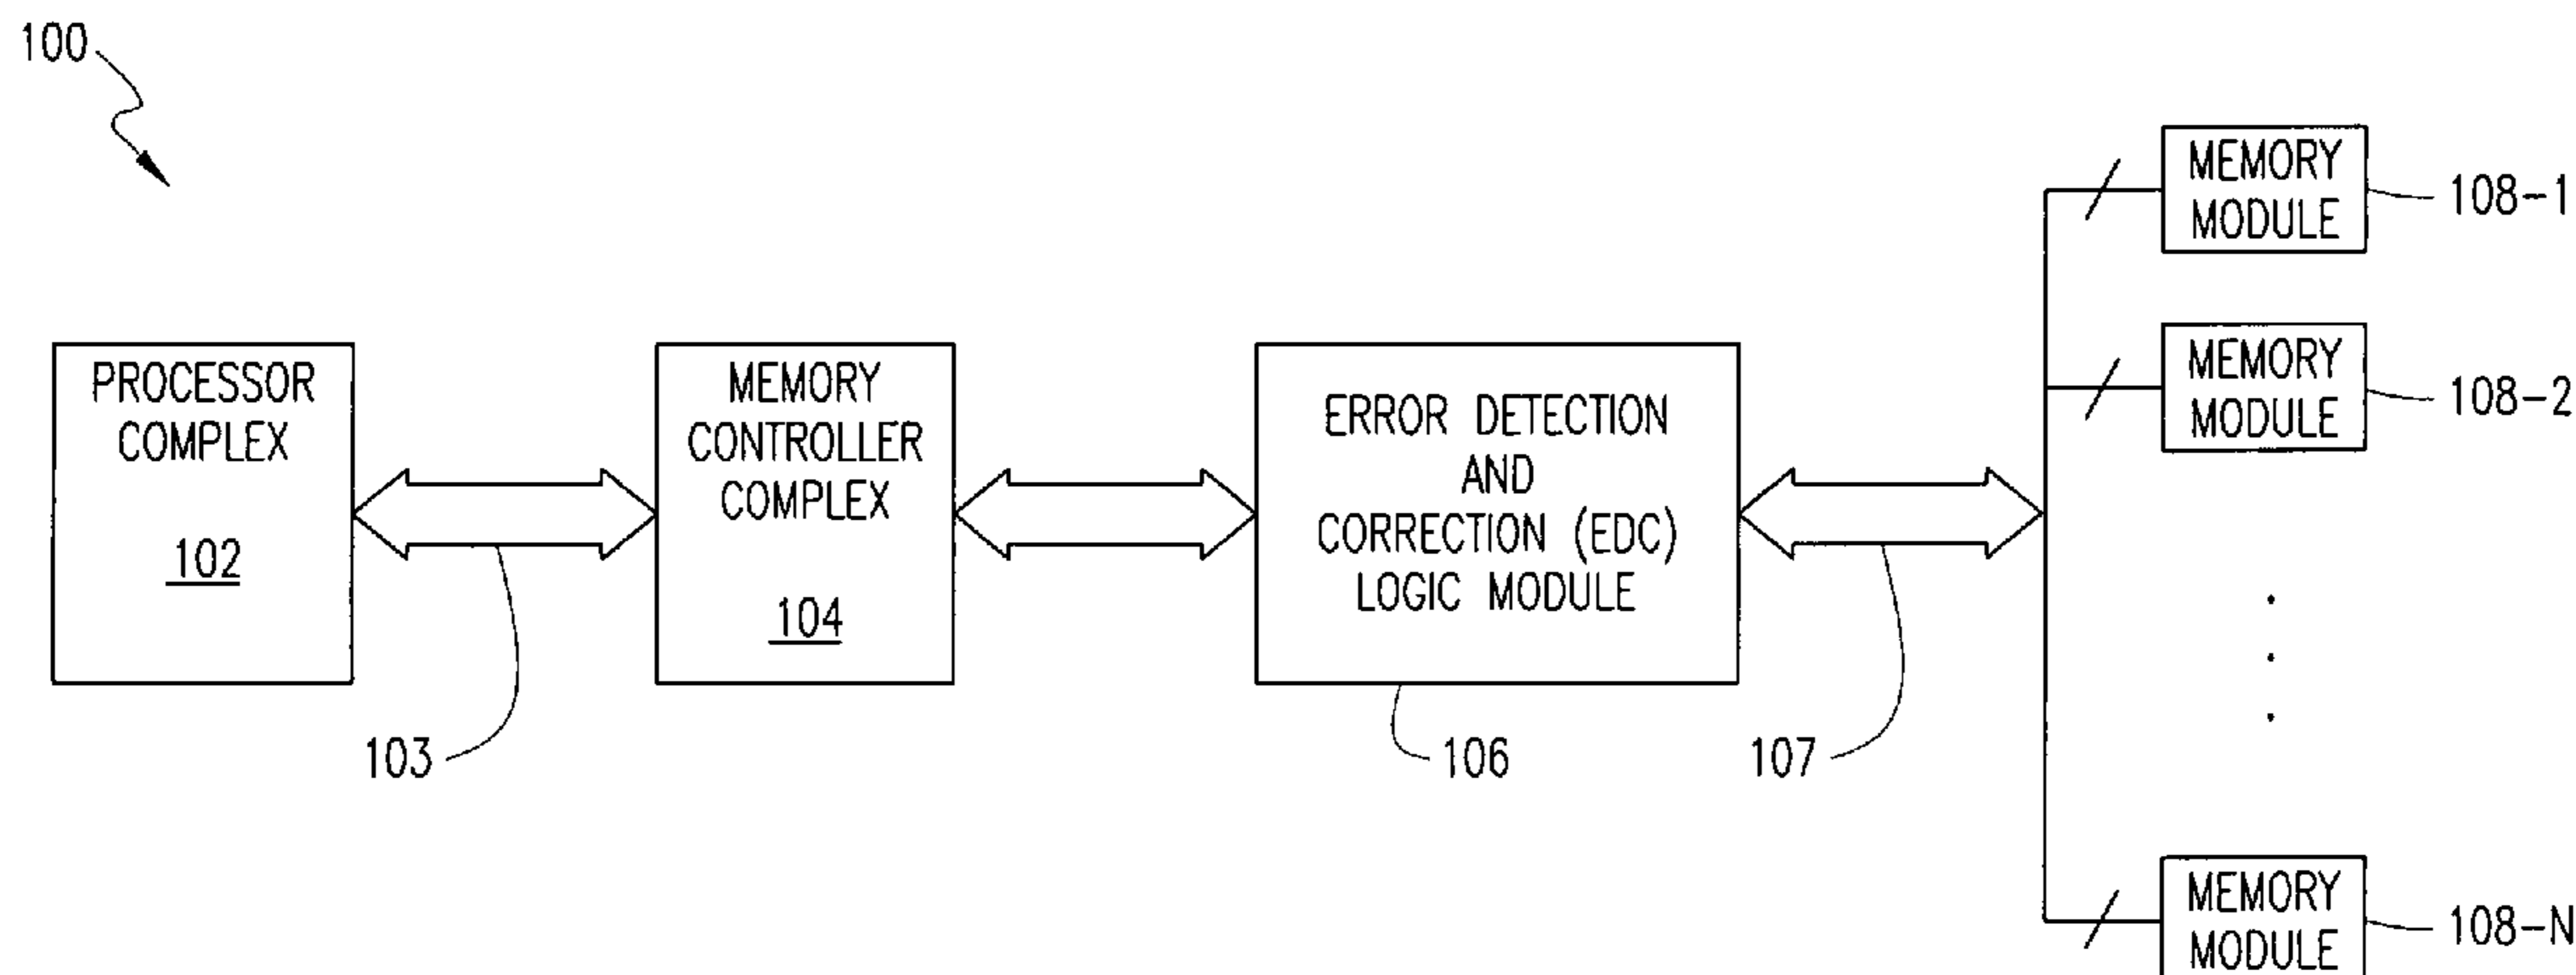 100
PROCESSOR
COMPLEX
102
103
MEMORY
CONTROLLER
COMPLEX
104
ERROR DETECTION
AND
CORRECTION (EDC)
LOGIC MODULE
106
107
MEMORY
MODULE
108-1
MEMORY
MODULE
108-2
MEMORY
MODULE
108-N